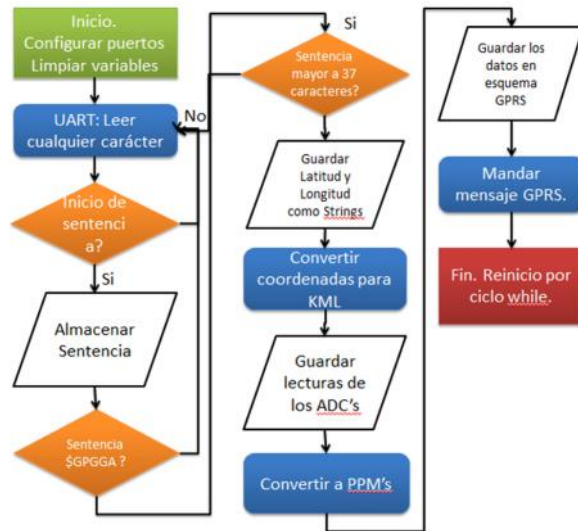 Inicio.
Configurar puertos
Limpiar variables
No
UART: Leer
cualquier carácter
Inicio de
sentenci
a?
Si
Almacenar
Sentencia
Sentencia
$GPGGA ?
Si
Sentencia
mayor a 37
caracteres?
Guardar
Latitud y
Longitud
como Strings
Convertir
coordenadas para
KML
Guardar
lecturas de
los ADC's
Convertir a PPM's
Guardar los
datos en
esquema
GPRS
Mandar
mensaje GPRS.
Fin. Reinicio por
ciclo while.